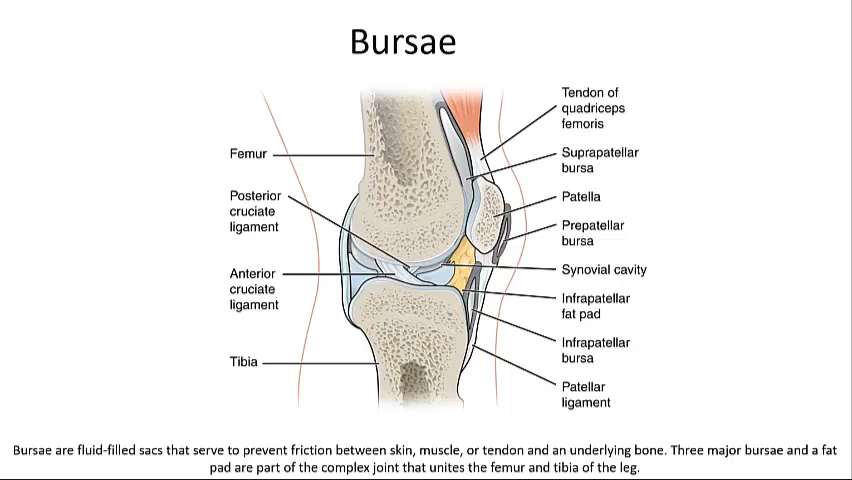 Bursae
Femur
Posterior
cruciate
ligament
Anterior
cruciate
ligament
Tibia
Tendon of
quadriceps
femoris
Suprapatellar
bursa
Patella
Prepatellar
bursa
Synovial cavity
Infrapatellar
fat pad
Infrapatellar
bursa
Patellar
ligament
Bursae are fluid-filled sacs that serve to prevent friction between skin, muscle, or tendon and an underlying bone. Three major bursae and a fat
pad are part of the complex joint that unites the femur and tibia of the leg.